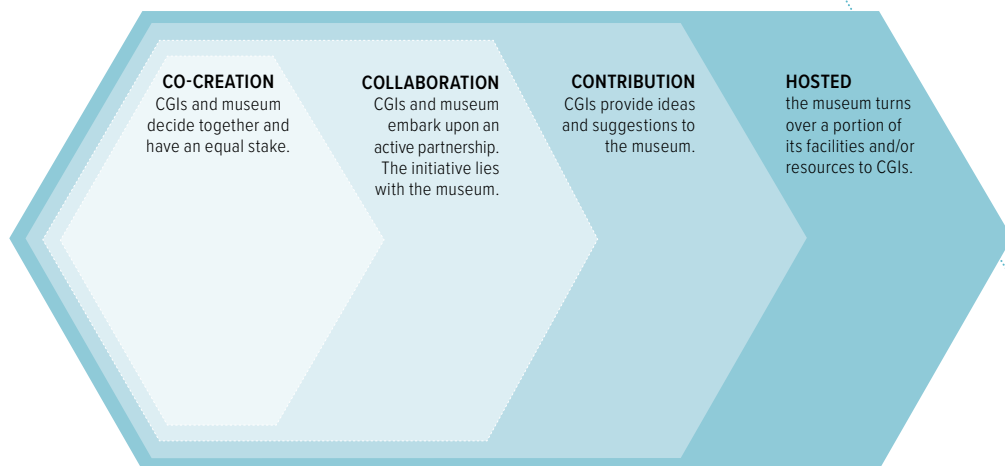 CO-CREATION
CGIs and museum
decide together and
have an equal stake.
COLLABORATION
CGIs and museum
embark upon an
active partnership.
The initiative lies
with the museum.
CONTRIBUTION
CGIs provide ideas
and suggestions to
the museum.
HOSTED
the museum turns
over a portion of
its facilities and/or
resources to CGIs.